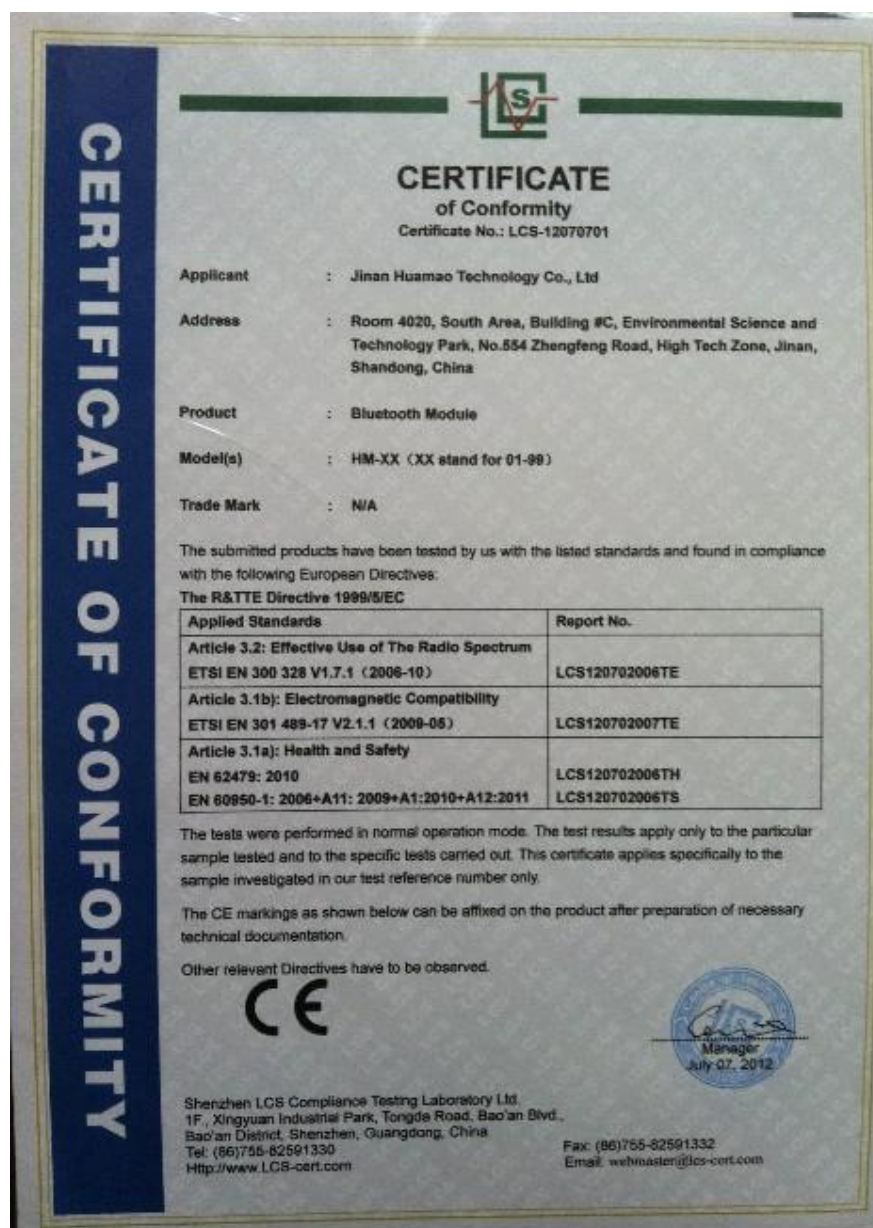 CERTIFICATE OF CONFORMITY
LCS
CERTIFICATE
of Conformity
Certificate No.: LCS-12070701
Applicant : Jinan Huamao Technology Co., Ltd
Address : Room 4020, South Area, Building #C, Environmental Science and
Technology Park, No.554 Zhengfeng Road, High Tech Zone, Jinan,
Shandong, China
Product : Bluetooth Module
Model(s) : HM-XX（XX stand for 01-99）
Trade Mark : N/A
The submitted products have been tested by us with the listed standards and found in compliance
with the following European Directives:
The R&TTE Directive 1999/5/EC
Applied Standards Report No.
Article 3.2: Effective Use of The Radio Spectrum
ETSI EN 300 328 V1.7.1（2006-10） LCS120702006TE
Article 3.1b): Electromagnetic Compatibility
ETSI EN 301 489-17 V2.1.1（2009-05） LCS120702007TE
Article 3.1a): Health and Safety
EN 62479: 2010 LCS120702006TH
EN 60950-1: 2006+A11: 2009+A1:2010+A12:2011 LCS120702006TS
The tests were performed in normal operation mode. The test results apply only to the particular
sample tested and to the specific tests carried out. This certificate applies specifically to the
sample investigated in our test reference number only.
The CE markings as shown below can be affixed on the product after preparation of necessary
technical documentation.
Other relevant Directives have to be observed.
CE
Manager
July 07, 2012
Shenzhen LCS Compliance Testing Laboratory Ltd.
1F., Xingyuan Industrial Park, Tongda Road, Bao'an Blvd.,
Bao'an District, Shenzhen, Guangdong, China
Tel: (86)755-82591330 Fax: (86)755-82591332
Http://www.LCS-cert.com Email: webmaster@lcs-cert.com